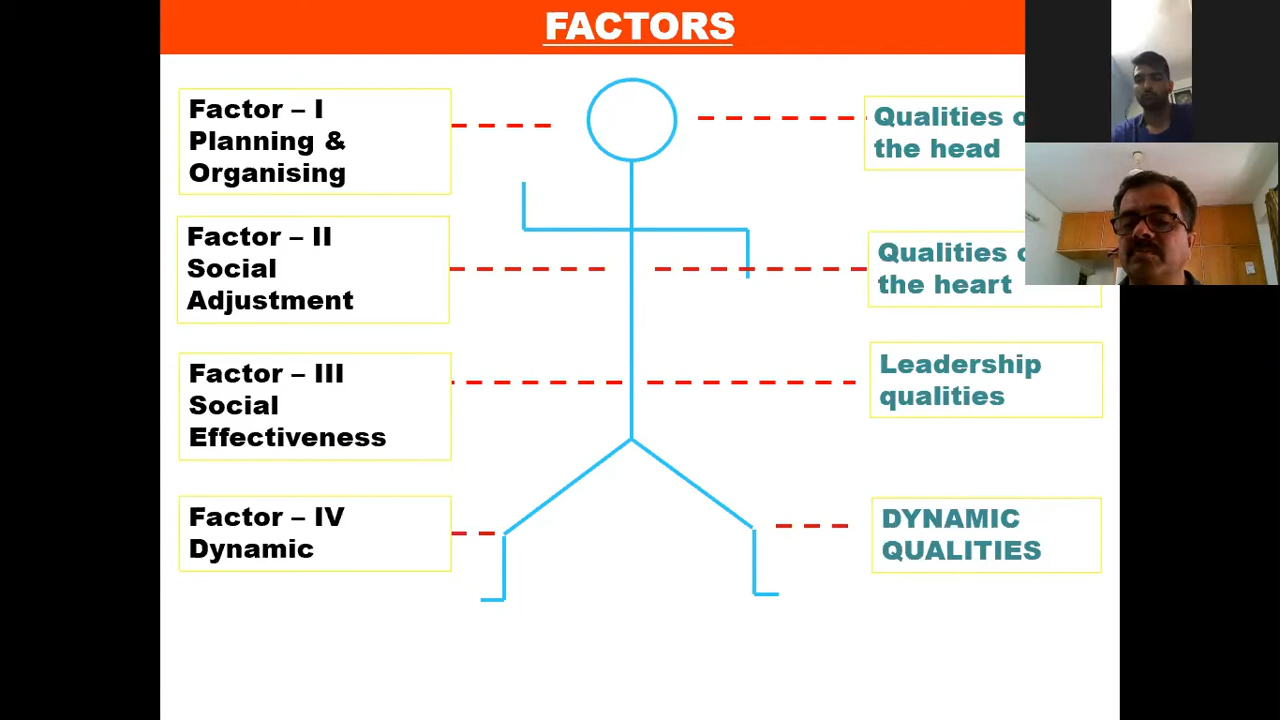 FACTORS
Factor – I
Planning &
Organising
Qualities
the head
Factor – II
Social
Adjustment
Qualities
the heart
Factor – III
Social
Effectiveness
Leadership
qualities
Factor – IV
Dynamic
DYNAMIC
QUALITIES